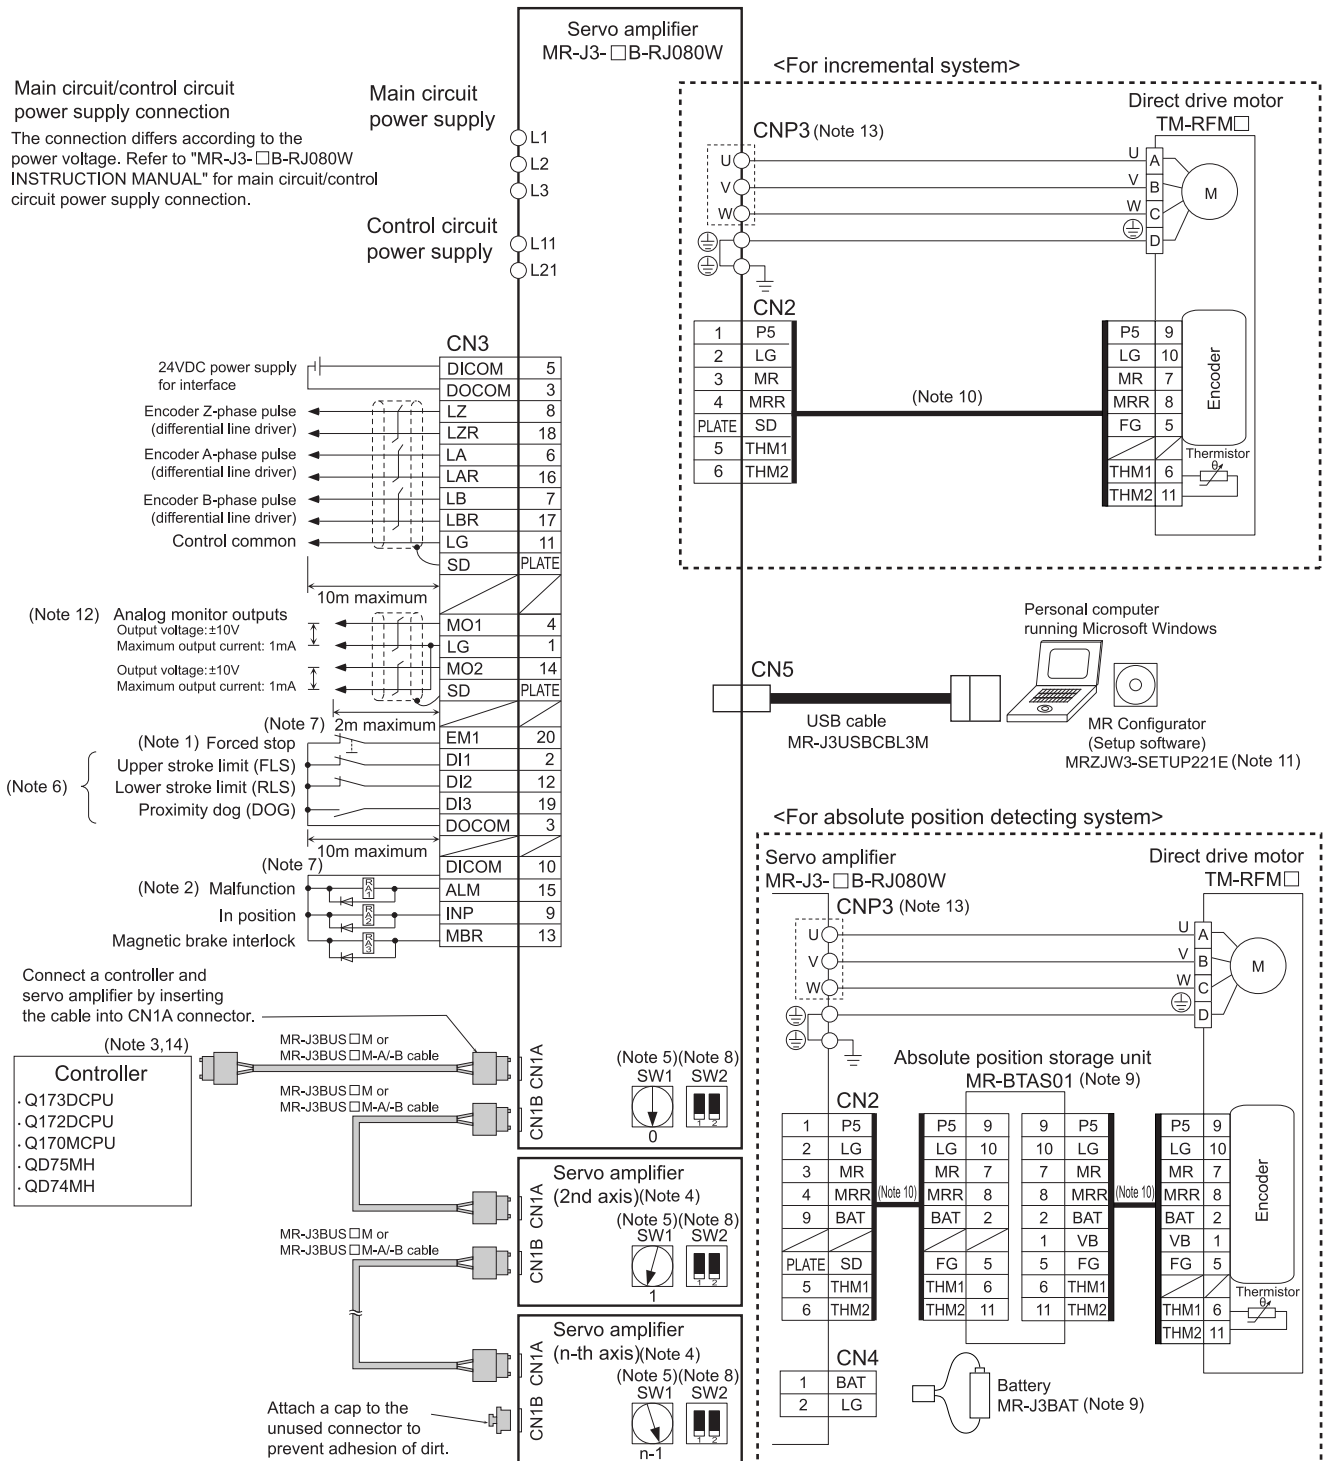 Servo amplifier
MR-J3-□B-RJ080W
Main circuit/control circuit
power supply connection
The connection differs according to the
power voltage. Refer to "MR-J3-□B-RJ080W
INSTRUCTION MANUAL" for main circuit/control
circuit power supply connection.
Main circuit
power supply
L1
L2
L3
Control circuit
power supply
L11
L21
<For incremental system>
CNP3 (Note 13)
Direct drive motor
TM-RFM□
U
V
W
U A
V B
W C
D
M
CN2
1 P5
2 LG
3 MR
4 MRR
PLATE SD
5 THM1
6 THM2
(Note 10)
P5 9
LG 10
MR 7
MRR 8
FG 5
THM1 6
THM2 11
Encoder
Thermistor
θ
CN3
24VDC power supply
for interface
DICOM 5
DOCOM 3
Encoder Z-phase pulse
(differential line driver)
LZ 8
LZR 18
Encoder A-phase pulse
(differential line driver)
LA 6
LAR 16
Encoder B-phase pulse
(differential line driver)
LB 7
LBR 17
Control common
LG 11
SD PLATE
10m maximum
(Note 12) Analog monitor outputs
Output voltage:±10V
Maximum output current: 1mA
Output voltage:±10V
Maximum output current: 1mA
MO1 4
LG 1
MO2 14
SD PLATE
(Note 7) 2m maximum
(Note 1) Forced stop
EM1 20
(Note 6)
Upper stroke limit (FLS)
DI1 2
Lower stroke limit (RLS)
DI2 12
Proximity dog (DOG)
DI3 19
DOCOM 3
10m maximum
(Note 7)
DICOM 10
(Note 2) Malfunction
RA1
ALM 15
In position
RA2
INP 9
Magnetic brake interlock
RA3
MBR 13
CN5
USB cable
MR-J3USBCBL3M
Personal computer
running Microsoft Windows
MR Configurator
(Setup software)
MRZJW3-SETUP221E (Note 11)
Connect a controller and
servo amplifier by inserting
the cable into CN1A connector.
(Note 3,14)
Controller
· Q173DCPU
· Q172DCPU
· Q170MCPU
· QD75MH
· QD74MH
MR-J3BUS□M or
MR-J3BUS□M-A/-B cable
MR-J3BUS□M or
MR-J3BUS□M-A/-B cable
CN1A
CN1B
(Note 5)(Note 8)
SW1 SW2
0
1 2
Servo amplifier
(2nd axis)(Note 4)
(Note 5)(Note 8)
SW1 SW2
1
1 2
CN1A
CN1B
MR-J3BUS□M or
MR-J3BUS□M-A/-B cable
Servo amplifier
(n-th axis)(Note 4)
(Note 5)(Note 8)
SW1 SW2
n-1
1 2
CN1A
CN1B
Attach a cap to the
unused connector to
prevent adhesion of dirt.
<For absolute position detecting system>
Servo amplifier
MR-J3-□B-RJ080W
CNP3 (Note 13)
Direct drive motor
TM-RFM□
U
V
W
U A
V B
W C
D
M
Absolute position storage unit
MR-BTAS01 (Note 9)
CN2
1 P5
2 LG
3 MR
4 MRR
9 BAT
PLATE SD
5 THM1
6 THM2
(Note 10)
P5 9
LG 10
MR 7
MRR 8
BAT 2
FG 5
THM1 6
THM2 11
9 P5
10 LG
7 MR
8 MRR
2 BAT
1 VB
5 FG
6 THM1
11 THM2
(Note 10)
P5 9
LG 10
MR 7
MRR 8
BAT 2
VB 1
FG 5
THM1 6
THM2 11
Encoder
Thermistor
θ
CN4
1 BAT
2 LG
Battery
MR-J3BAT (Note 9)